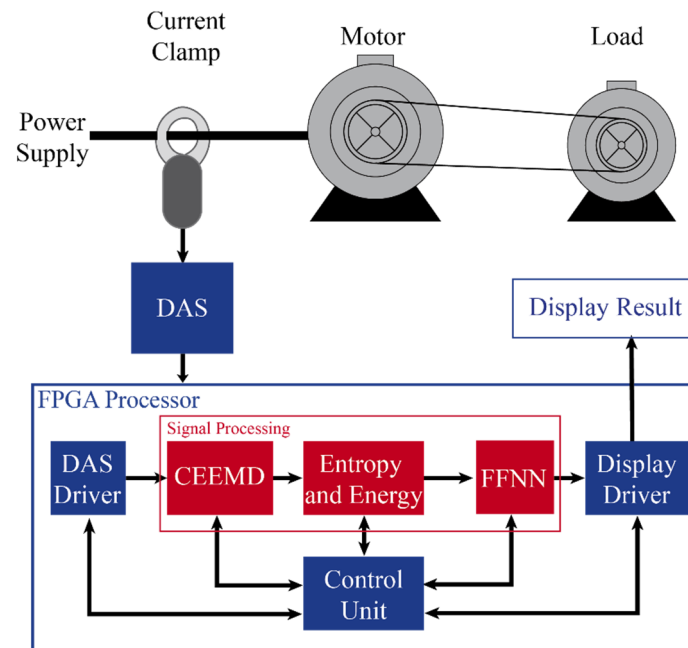 Current
Clamp
Motor
Load
Power
Supply
DAS
Display Result
FPGA Processor
Signal Processing
DAS
Driver
CEEMD
Entropy
and Energy
FFNN
Display
Driver
Control
Unit